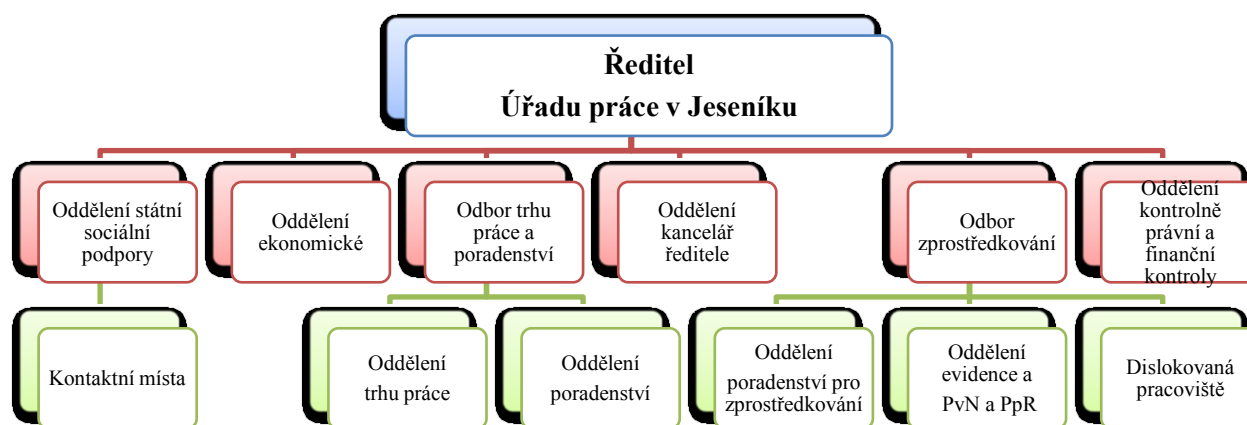 Ředitel
Úřadu práce v Jeseníku
Oddělení státní
sociální
podpory
Oddělení
ekonomické
Odbor trhu
práce a
poradenství
Oddělení
kancelář
ředitele
Odbor
zprostředkování
Oddělení
kontrolně
právní a
finanční
kontroly
Kontaktní místa
Oddělení
trhu práce
Oddělení
poradenství
Oddělení
poradenství pro
zprostředkování
Oddělení
evidence a
PvN a PpR
Dislokovaná
pracoviště